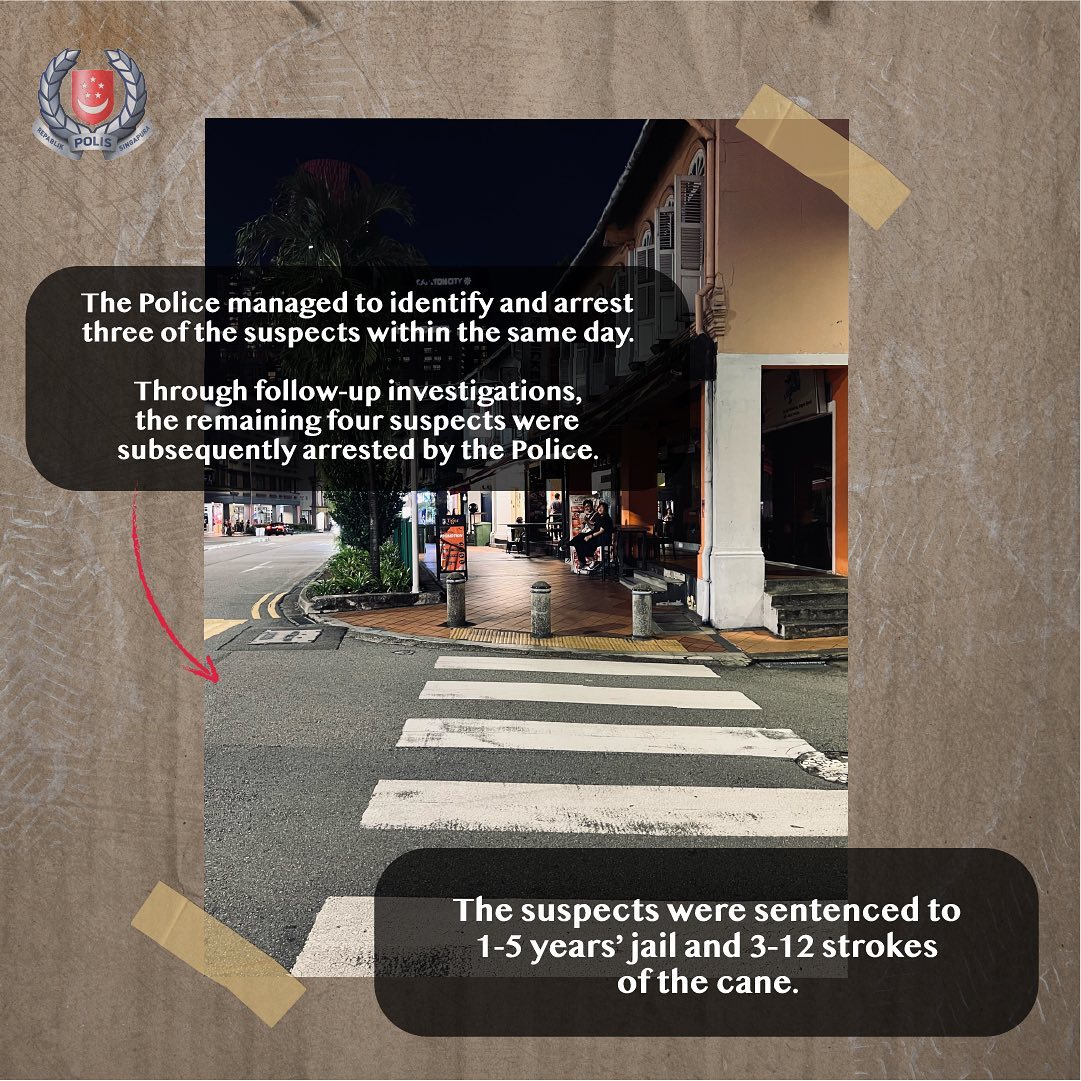 REPABLIK POLIS SINGAPURA
The Police managed to identify and arrest
three of the suspects within the same day.
Through follow-up investigations,
the remaining four suspects were
subsequently arrested by the Police.
Tiger
The suspects were sentenced to
1-5 years’ jail and 3-12 strokes
of the cane.